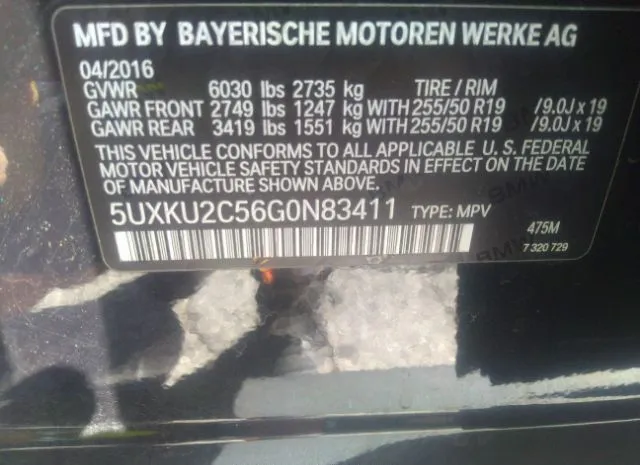 MFD BY BAYERISCHE MOTOREN WERKE AG
04/2016
GVWR 6030 lbs 2735 kg TIRE / RIM
GAWR FRONT 2749 lbs 1247 kg WITH 255/50 R19 /9.0J x 19
GAWR REAR 3419 lbs 1551 kg WITH 255/50 R19 /9.0J x 19
THIS VEHICLE CONFORMS TO ALL APPLICABLE U. S. FEDERAL
MOTOR VEHICLE SAFETY STANDARDS IN EFFECT ON THE DATE
OF MANUFACTURE SHOWN ABOVE.
5UXKU2C56G0N83411 TYPE: MPV
475M
7 320 729